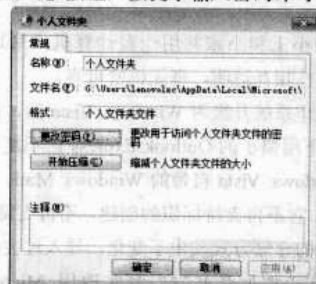 个人文件夹
常规
名称(N): 个人文件夹
文件名(F): G:\Users\lenovolsc\AppData\Local\Microsoft\
格式: 个人文件夹文件
更改密码(P)... 更改用于访问个人文件夹文件的密码
开始压缩(C) 缩减个人文件夹文件的大小
注释(M)
确定 取消 应用(A)